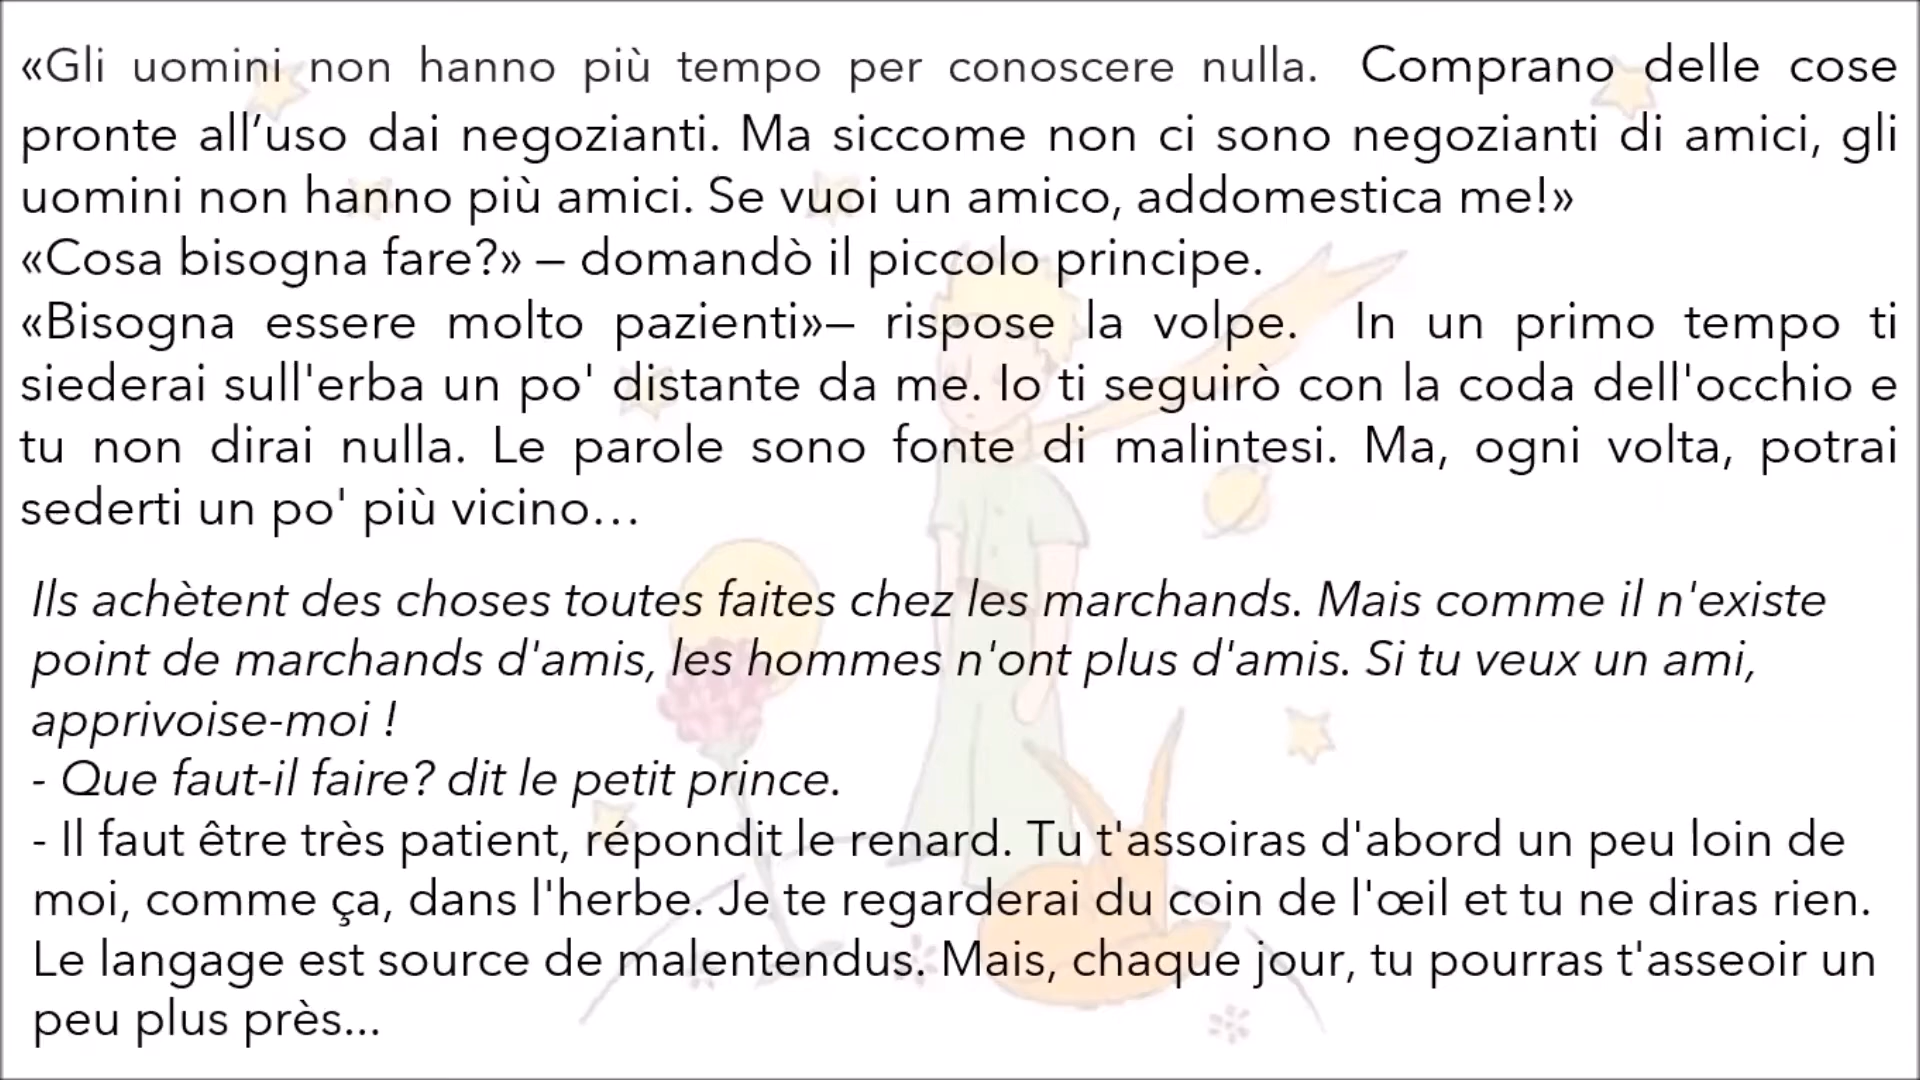 «Gli uomini non hanno più tempo per conoscere nulla. Comprano delle cose
pronte all’uso dai negozianti. Ma siccome non ci sono negozianti di amici, gli
uomini non hanno più amici. Se vuoi un amico, addomestica me!»
«Cosa bisogna fare?» – domandò il piccolo principe.
«Bisogna essere molto pazienti»– rispose la volpe. In un primo tempo ti
siederai sull'erba un po' distante da me. Io ti seguirò con la coda dell'occhio e
tu non dirai nulla. Le parole sono fonte di malintesi. Ma, ogni volta, potrai
sederti un po' più vicino…
Ils achètent des choses toutes faites chez les marchands. Mais comme il n'existe
point de marchands d'amis, les hommes n'ont plus d'amis. Si tu veux un ami,
apprivoise-moi !
- Que faut-il faire? dit le petit prince.
- Il faut être très patient, répondit le renard. Tu t'assoiras d'abord un peu loin de
moi, comme ça, dans l'herbe. Je te regarderai du coin de l'œil et tu ne diras rien.
Le langage est source de malentendus. Mais, chaque jour, tu pourras t'asseoir un
peu plus près...